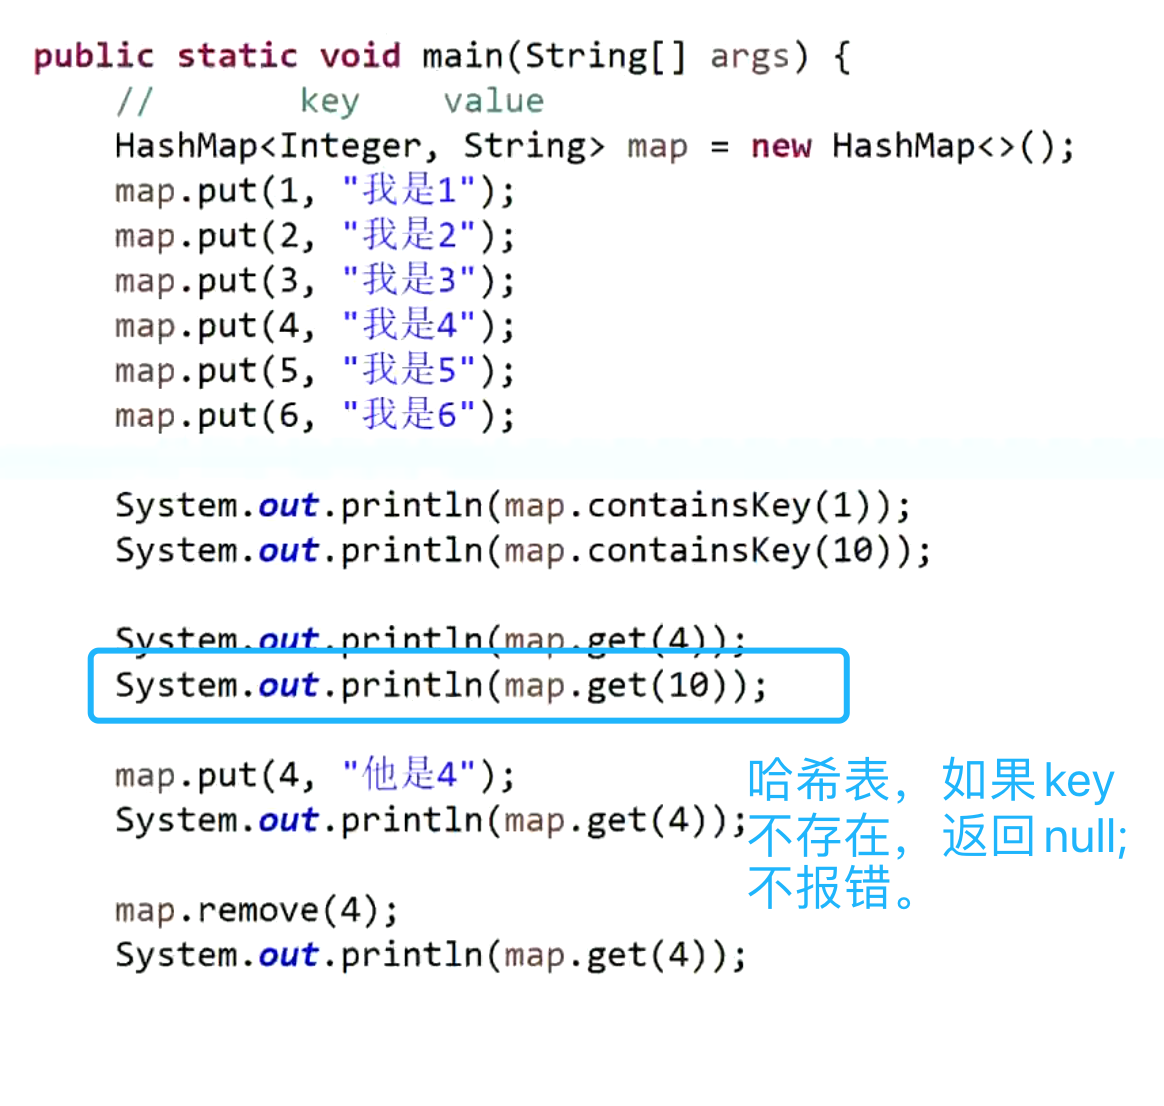 public static void main(String[] args) {
// key value
HashMap<Integer, String> map = new HashMap<>();
map.put(1, "我是1");
map.put(2, "我是2");
map.put(3, "我是3");
map.put(4, "我是4");
map.put(5, "我是5");
map.put(6, "我是6");
System.out.println(map.containsKey(1));
System.out.println(map.containsKey(10));
System.out.println(map.get(4));
System.out.println(map.get(10));
map.put(4, "他是4");
System.out.println(map.get(4));
map.remove(4);
System.out.println(map.get(4));
哈希表，如果key
不存在，返回null;
不报错。